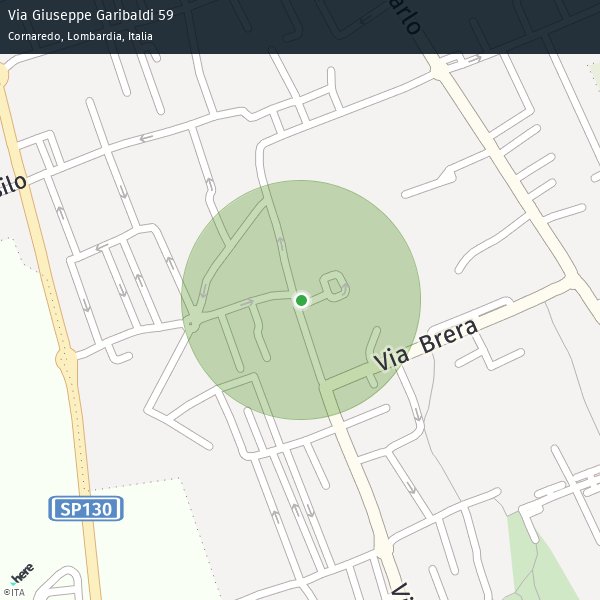 Via Giuseppe Garibaldi 59
Cornaredo, Lombardia, Italia
Via Brera
SP130
here
©ITA